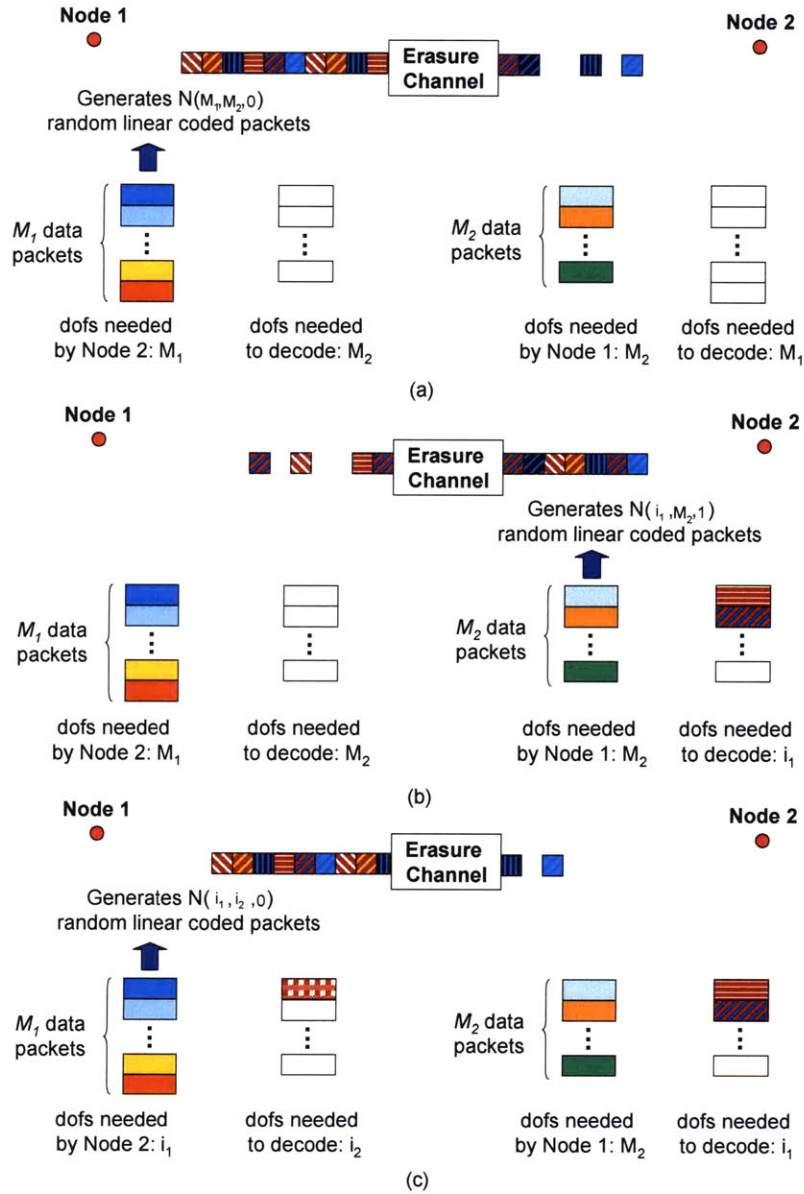 Node 1
Node 2
Erasure
Channel
Generates N(M₁,M₂,0)
random linear coded packets
M₁ data
packets
M₂ data
packets
dofs needed
by Node 2: M₁
dofs needed
to decode: M₂
dofs needed
by Node 1: M₂
dofs needed
to decode: M₁
(a)
Node 1
Node 2
Erasure
Channel
Generates N(i₁,M₂,1)
random linear coded packets
M₁ data
packets
M₂ data
packets
dofs needed
by Node 2: M₁
dofs needed
to decode: M₂
dofs needed
by Node 1: M₂
dofs needed
to decode: i₁
(b)
Node 1
Node 2
Erasure
Channel
Generates N(i₁,i₂,0)
random linear coded packets
M₁ data
packets
M₂ data
packets
dofs needed
by Node 2: i₁
dofs needed
to decode: i₂
dofs needed
by Node 1: M₂
dofs needed
to decode: i₁
(c)